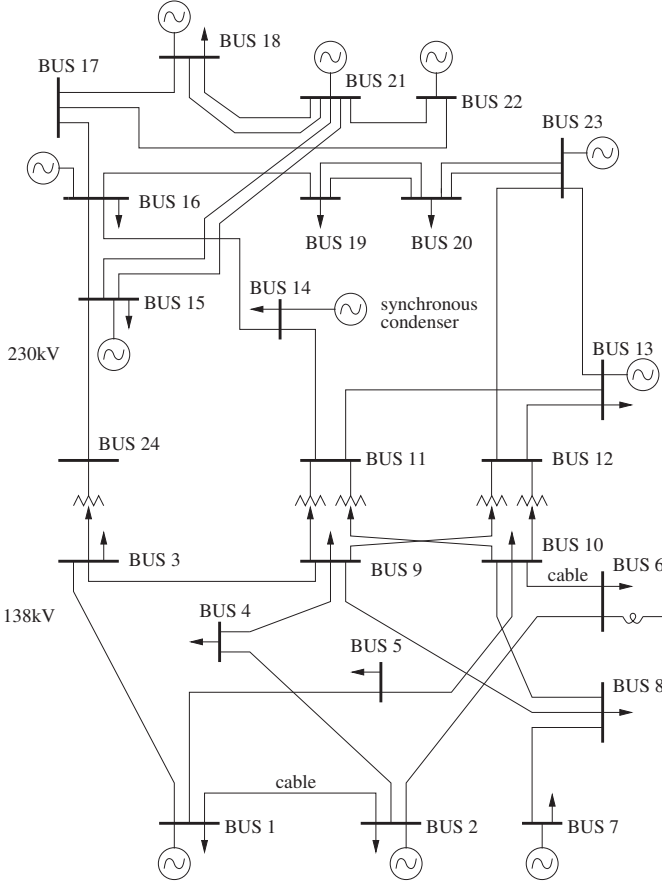 BUS 18
BUS 17
BUS 21
BUS 22
BUS 23
BUS 16
BUS 19
BUS 20
BUS 14
BUS 15
synchronous
condenser
230kV
BUS 13
BUS 24
BUS 11
BUS 12
BUS 3
BUS 9
BUS 10
BUS 6
cable
138kV
BUS 4
BUS 5
BUS 8
cable
BUS 1
BUS 2
BUS 7